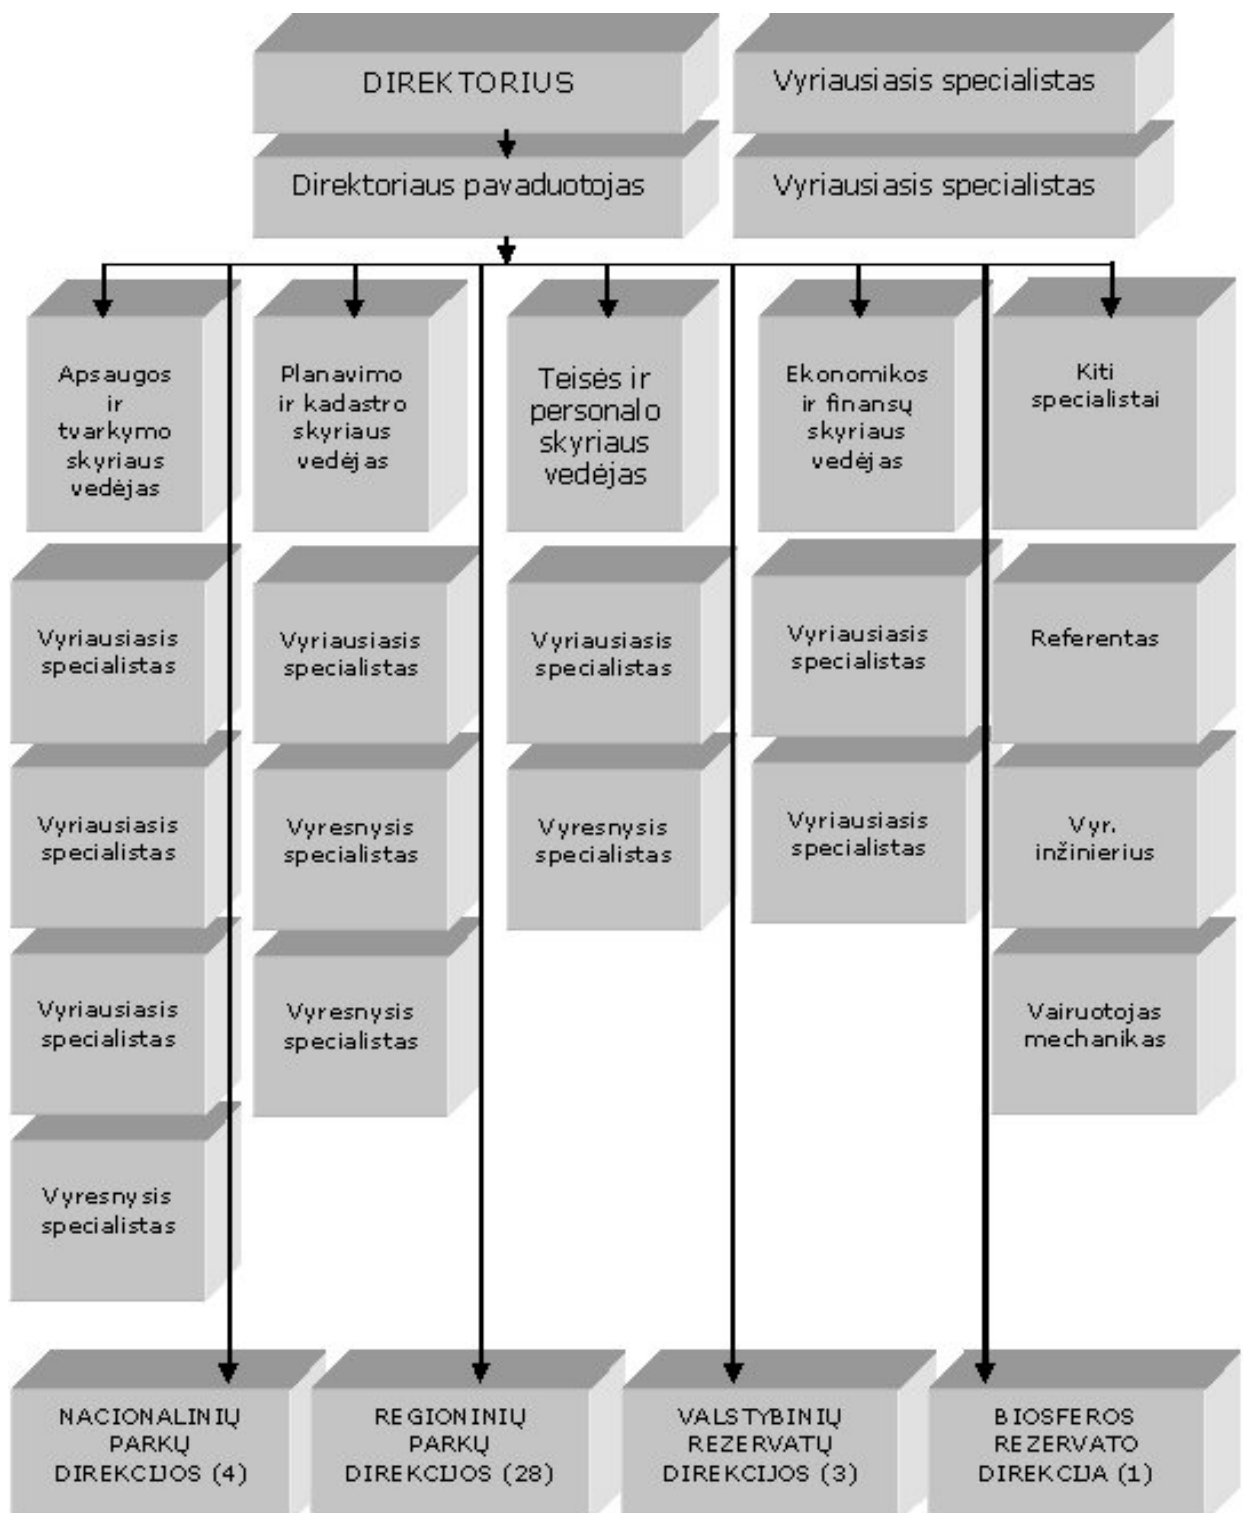 DIREKTORIUS
Vyriausiasis specialistas
Direktoriaus pavaduotojas
Vyriausiasis specialistas
Apsaugos
ir
tvarkymo
skyriaus
vedėjas
Planavimo
ir kadastro
skyriaus
vedėjas
Teisės ir
personalo
skyriaus
vedėjas
Ekonomikos
ir finansų
skyriaus
vedėjas
Kiti
specialistai
Vyriausiasis
specialistas
Vyriausiasis
specialistas
Vyriausiasis
specialistas
Vyriausiasis
specialistas
Referentas
Vyriausiasis
specialistas
Vyresnysis
specialistas
Vyresnysis
specialistas
Vyriausiasis
specialistas
Vyr.
inžinierius
Vyriausiasis
specialistas
Vyresnysis
specialistas
Vairuotojas
mechanikas
Vyresnysis
specialistas
NACIONALINIŲ
PARKŲ
DIREKCIJOS (4)
REGIONINIŲ
PARKŲ
DIREKCIJOS (28)
VALSTYBINIŲ
REZERVATŲ
DIREKCIJOS (3)
BIOSFEROS
REZERVATO
DIREKCIJA (1)